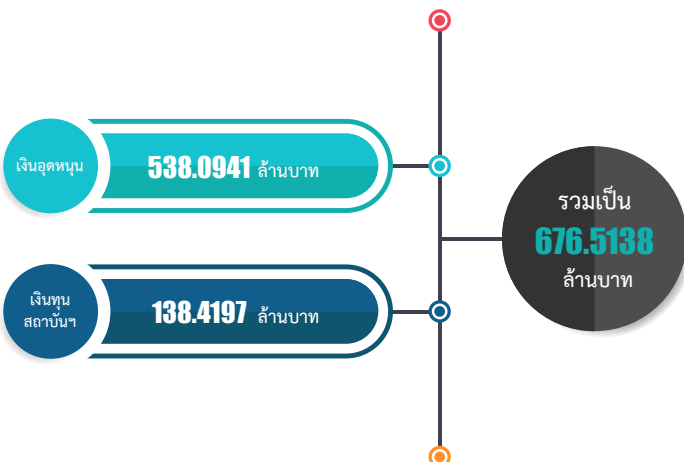 เงินอุดหนุน
538.0941 ล้านบาท
เงินทุน
สถาบันฯ
138.4197 ล้านบาท
รวมเป็น
676.5138
ล้านบาท